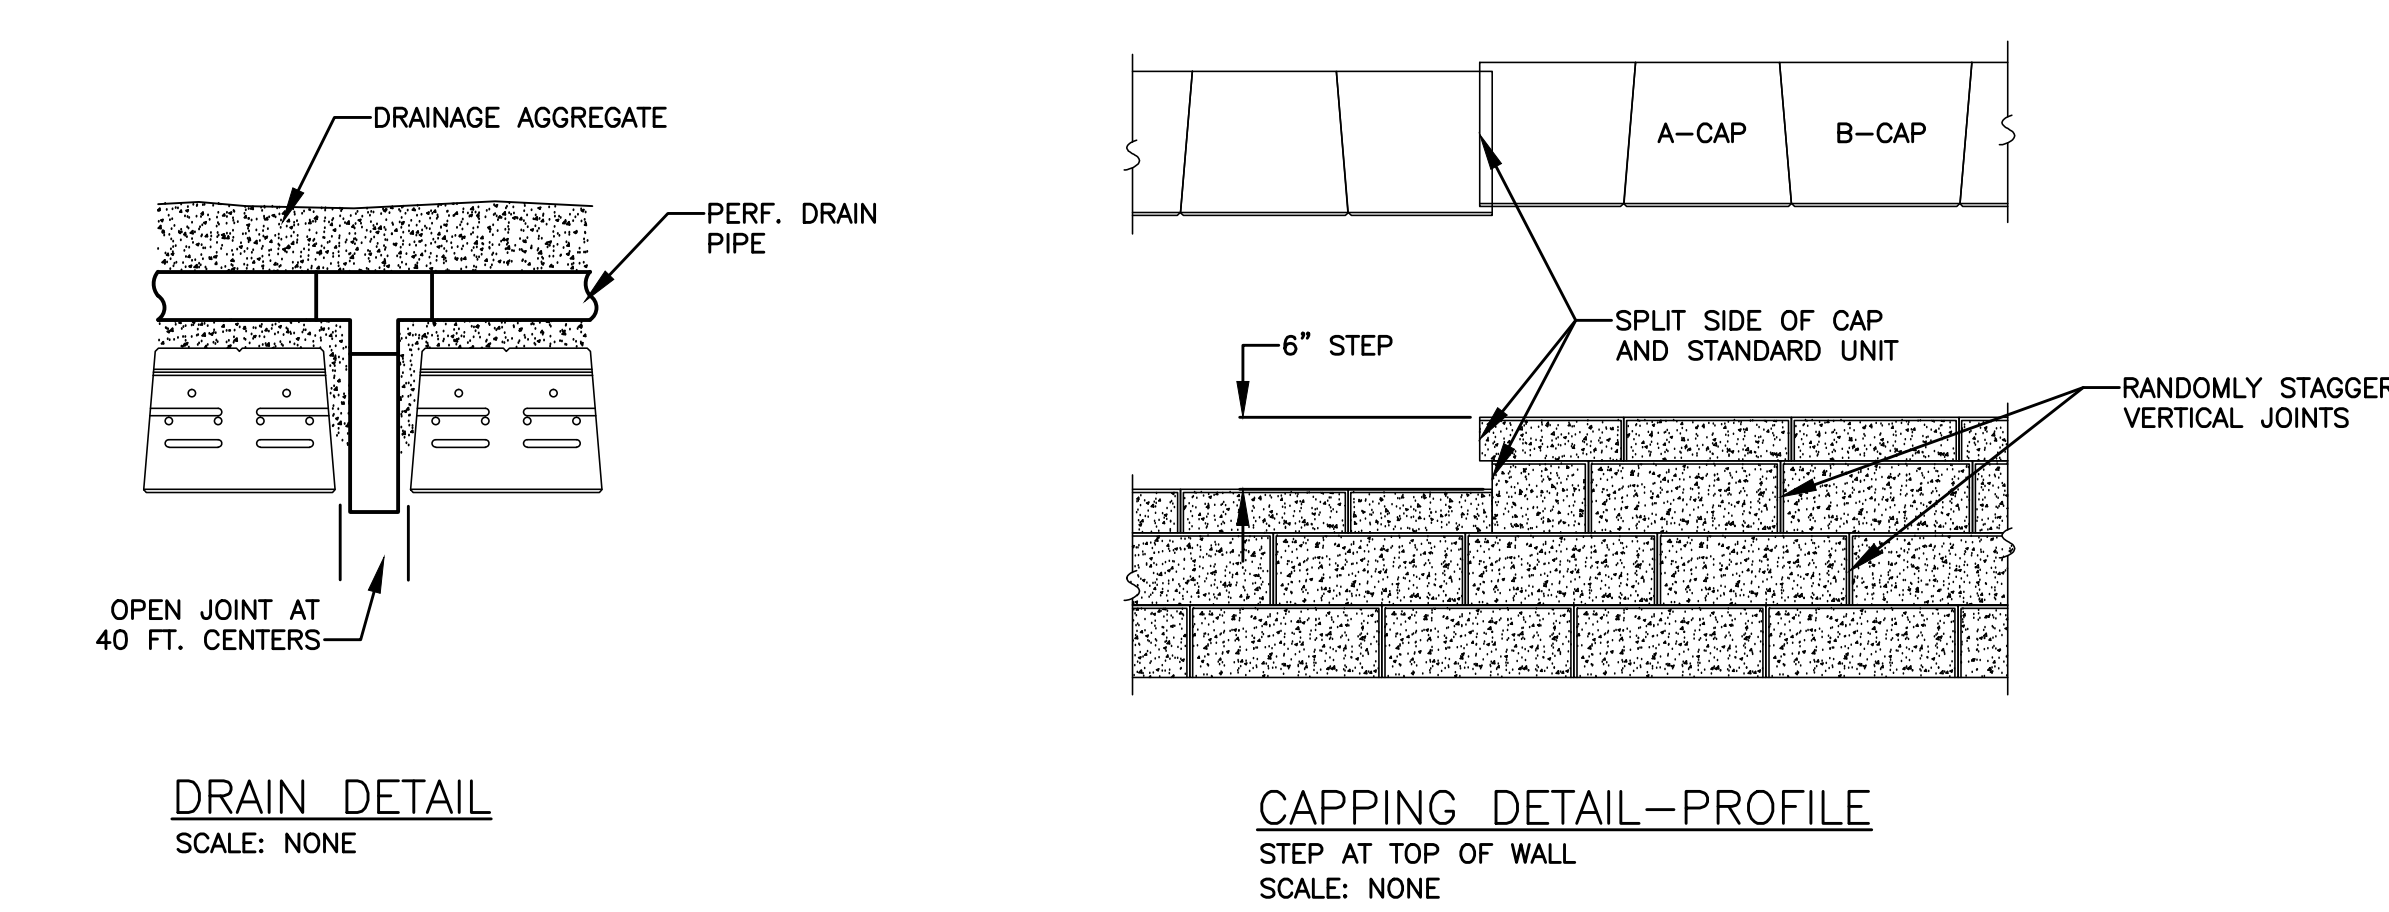 DRAINAGE AGGREGATE
PERF. DRAIN
PIPE
OPEN JOINT AT
40 FT. CENTERS
DRAIN DETAIL
SCALE: NONE
A-CAP
B-CAP
SPLIT SIDE OF CAP
AND STANDARD UNIT
6" STEP
RANDOMLY STAGGER
VERTICAL JOINTS
CAPPING DETAIL-PROFILE
STEP AT TOP OF WALL
SCALE: NONE